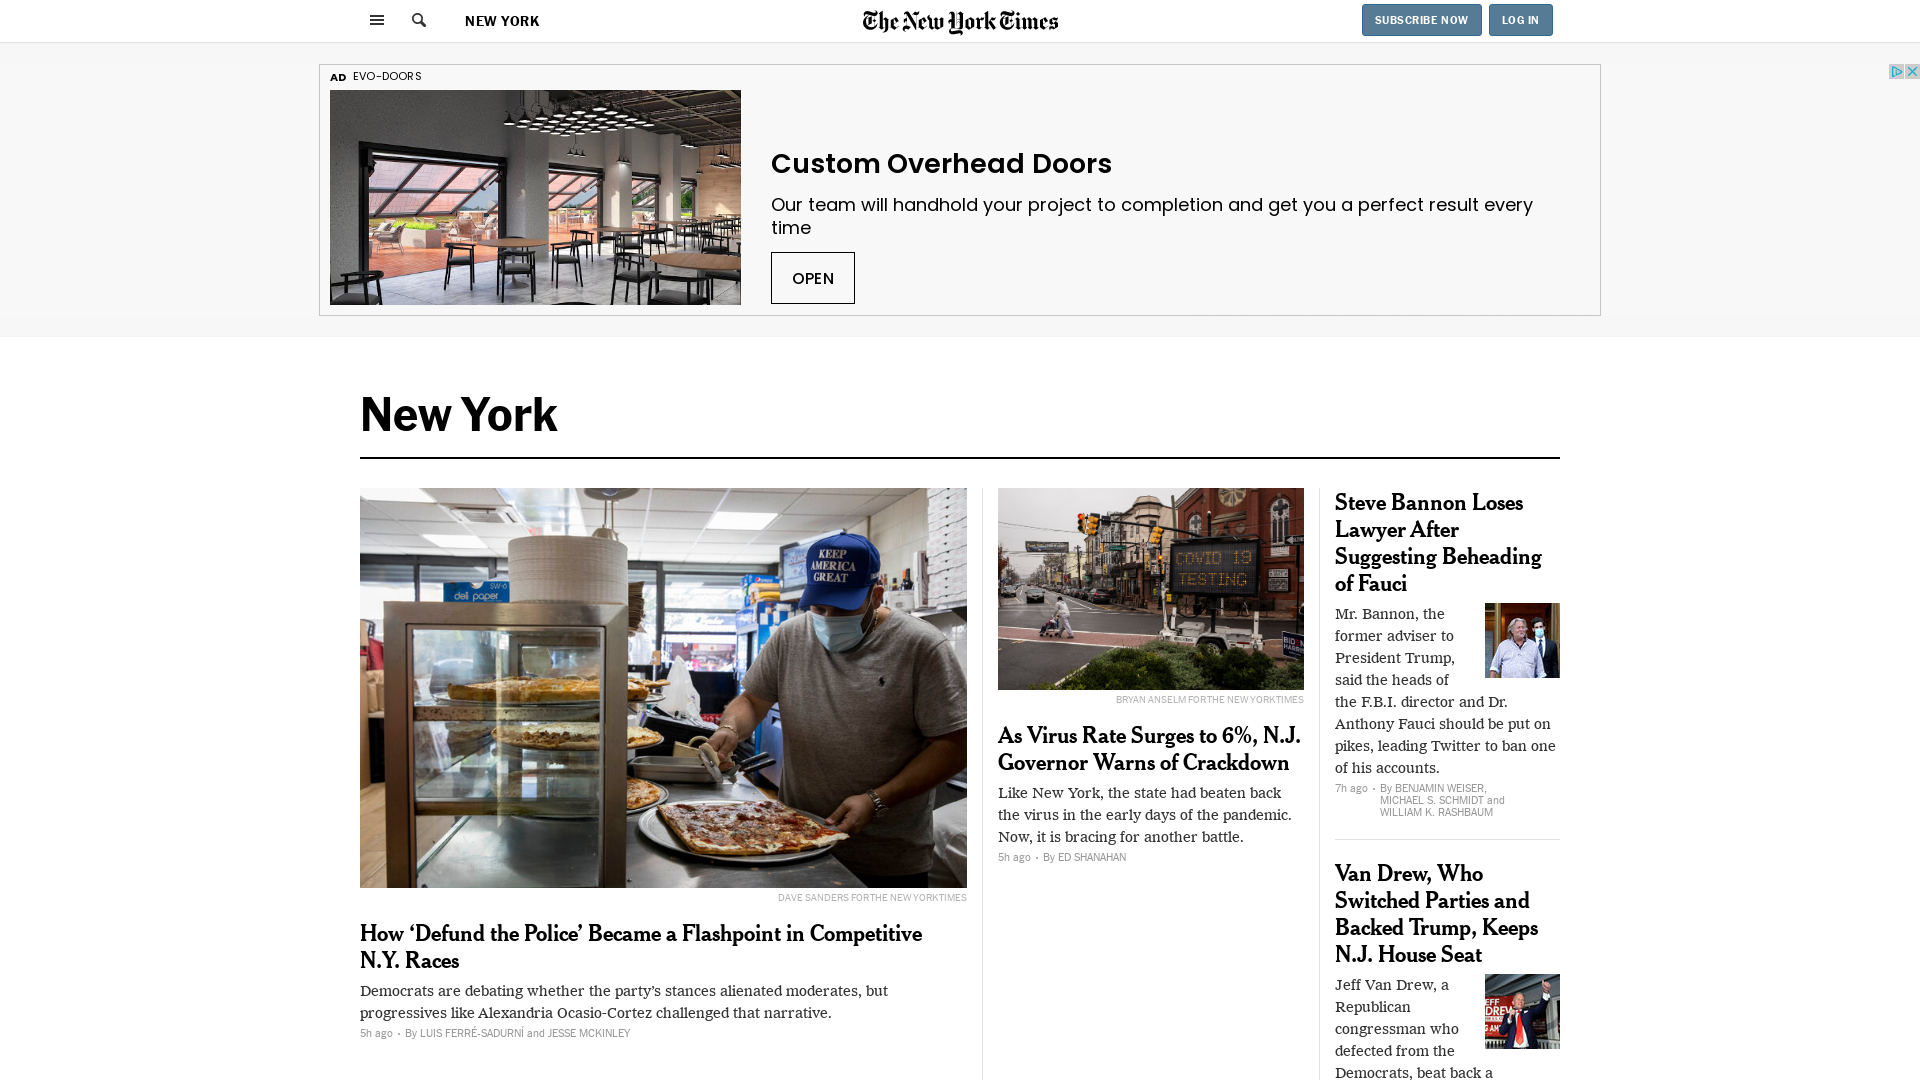 NEW YORK
The New York Times
SUBSCRIBE NOW
LOG IN
AD EVO-DOORS
Custom Overhead Doors
Our team will handhold your project to completion and get you a perfect result every
time
OPEN
New York
KEEP
AMERICA
GREAT
SW-6
deli paper
DAVE SANDERS FOR THE NEW YORK TIMES
How ‘Defund the Police’ Became a Flashpoint in Competitive
N.Y. Races
Democrats are debating whether the party’s stances alienated moderates, but
progressives like Alexandria Ocasio-Cortez challenged that narrative.
5h ago • By LUIS FERRÉ-SADURNÍ and JESSE MCKINLEY
COVID 19
TESTING
BRYAN ANSELM FOR THE NEW YORK TIMES
As Virus Rate Surges to 6%, N.J.
Governor Warns of Crackdown
Like New York, the state had beaten back
the virus in the early days of the pandemic.
Now, it is bracing for another battle.
5h ago • By ED SHANAHAN
Steve Bannon Loses
Lawyer After
Suggesting Beheading
of Fauci
Mr. Bannon, the
former adviser to
President Trump,
said the heads of
the F.B.I. director and Dr.
Anthony Fauci should be put on
pikes, leading Twitter to ban one
of his accounts.
7h ago • By BENJAMIN WEISER,
MICHAEL S. SCHMIDT and
WILLIAM K. RASHBAUM
Van Drew, Who
Switched Parties and
Backed Trump, Keeps
N.J. House Seat
Jeff Van Drew, a
Republican
congressman who
defected from the
Democrats, beat back a